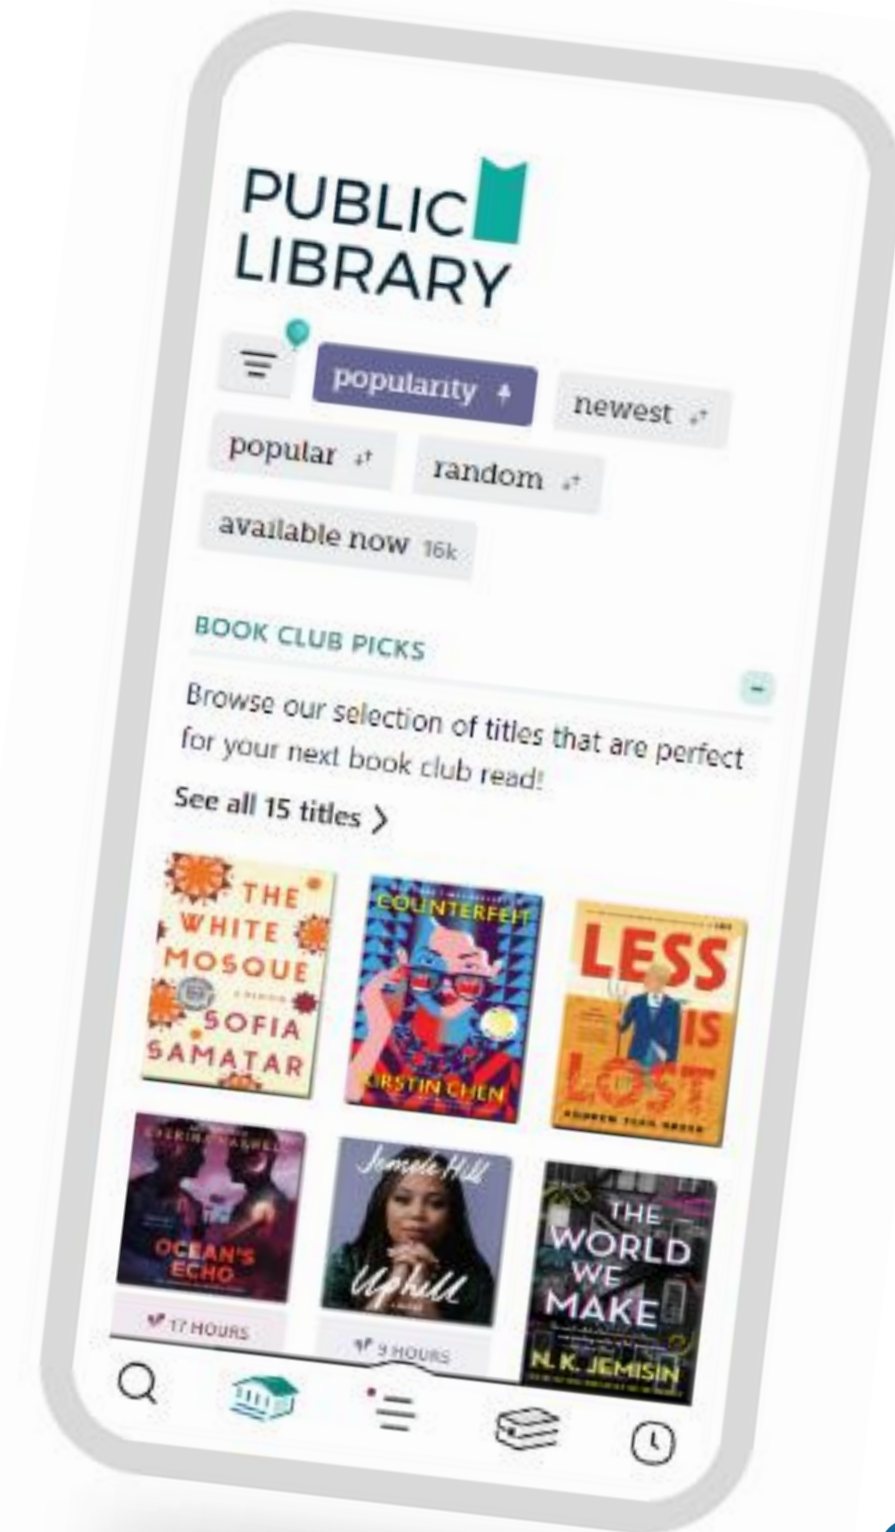 PUBLIC
LIBRARY
popularity
newest
popular
random
available now 16k
BOOK CLUB PICKS
Browse our selection of titles that are perfect
for your next book club read!
See all 15 titles
THE
WHITE
MOSQUE
A MEMOIR
SOFIA
SAMATAR
COUNTERFEIT
KIRSTIN CHEN
LESS
IS
LOST
ANDREW SEAN GREER
OCEAN'S
ECHO
17 HOURS
Jemele Hill
Uphill
9 HOURS
THE
WORLD
WE
MAKE
N. K. JEMISIN